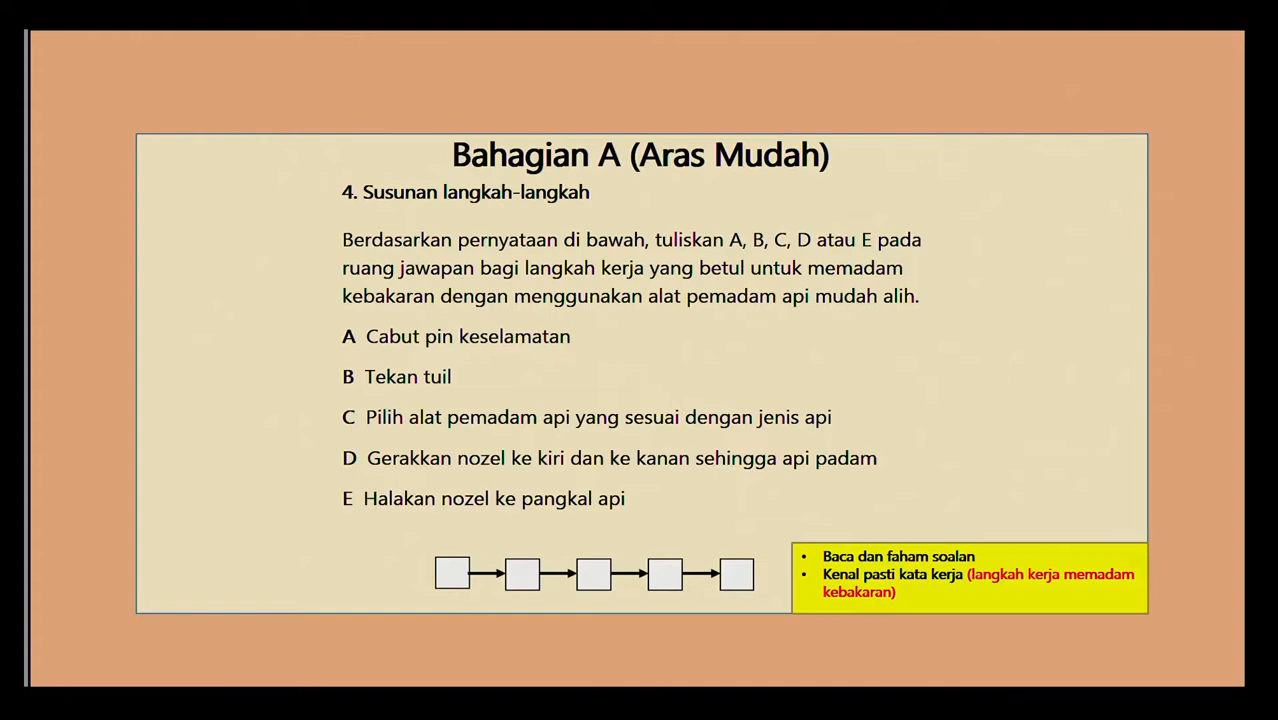 Bahagian A (Aras Mudah)
4. Susunan langkah-langkah
Berdasarkan pernyataan di bawah, tuliskan A, B, C, D atau E pada
ruang jawapan bagi langkah kerja yang betul untuk memadam
kebakaran dengan menggunakan alat pemadam api mudah alih.
A Cabut pin keselamatan
B Tekan tuil
C Pilih alat pemadam api yang sesuai dengan jenis api
D Gerakkan nozel ke kiri dan ke kanan sehingga api padam
E Halakan nozel ke pangkal api
• Baca dan faham soalan
• Kenal pasti kata kerja (langkah kerja memadam
kebakaran)